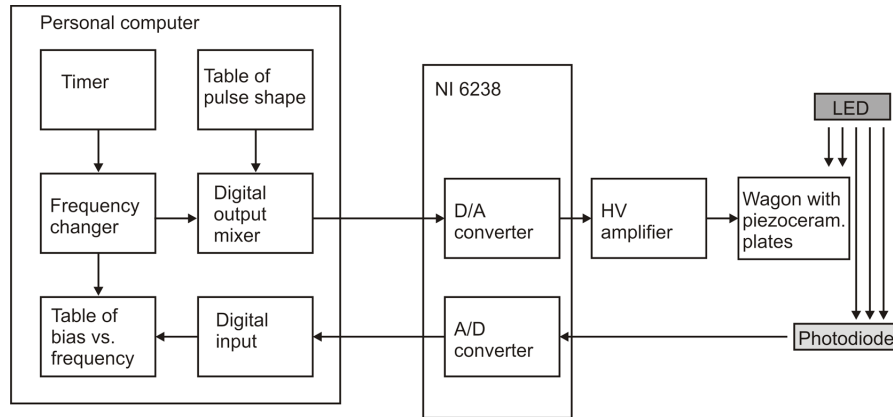 Personal computer
Timer
Table of
pulse shape
Frequency
changer
Digital
output
mixer
Table of
bias vs.
frequency
Digital
input
NI 6238
D/A
converter
A/D
converter
HV
amplifier
Wagon with
piezoceram.
plates
LED
Photodiode